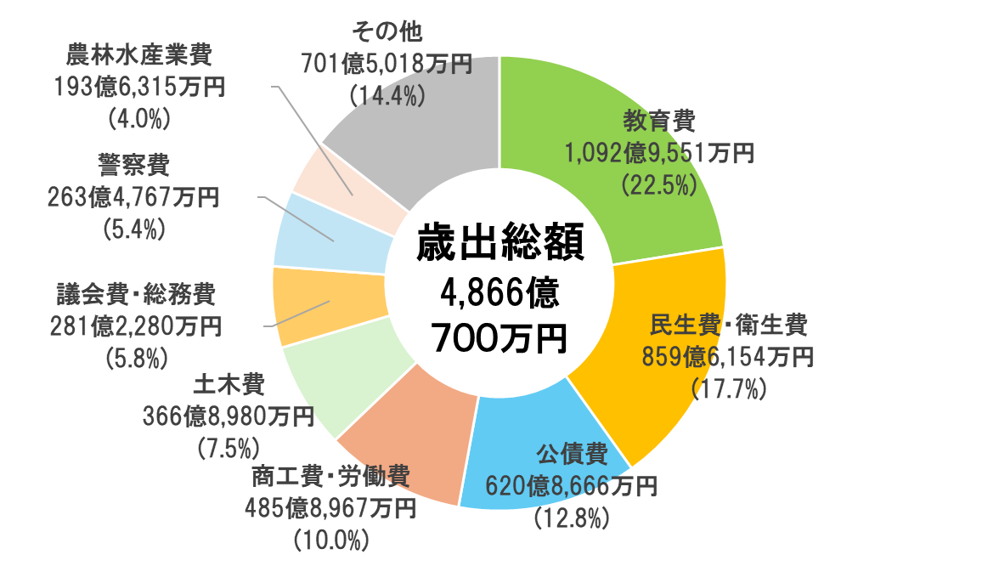 その他
701億5,018万円
(14.4%)
農林水産業費
193億6,315万円
(4.0%)
教育費
1,092億9,551万円
(22.5%)
警察費
263億4,767万円
(5.4%)
歳出総額
4,866億
700万円
議会費・総務費
281億2,280万円
(5.8%)
民生費・衛生費
859億6,154万円
(17.7%)
土木費
366億8,980万円
(7.5%)
公債費
620億8,666万円
(12.8%)
商工費・労働費
485億8,967万円
(10.0%)